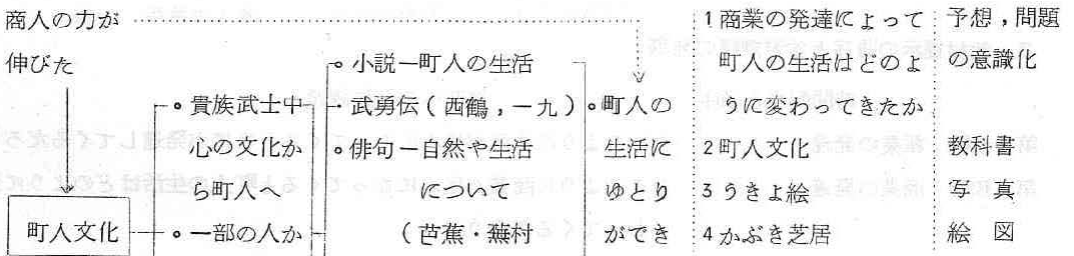 商人の力が
伸びた
町人文化
。貴族武士中
心の文化か
ら町人へ
。一部の人か
。小説ー町人の生活
武勇伝(西鶴,一九)
。俳句ー自然や生活
について
(芭蕉・蕪村
。町人の
生活に
ゆとり
ができ
1商業の発達によって
町人の生活はどのよ
うに変わってきたか
2町人文化
3うきよ絵
4かぶき芝居
予想,問題
の意識化
教科書
写真
絵図